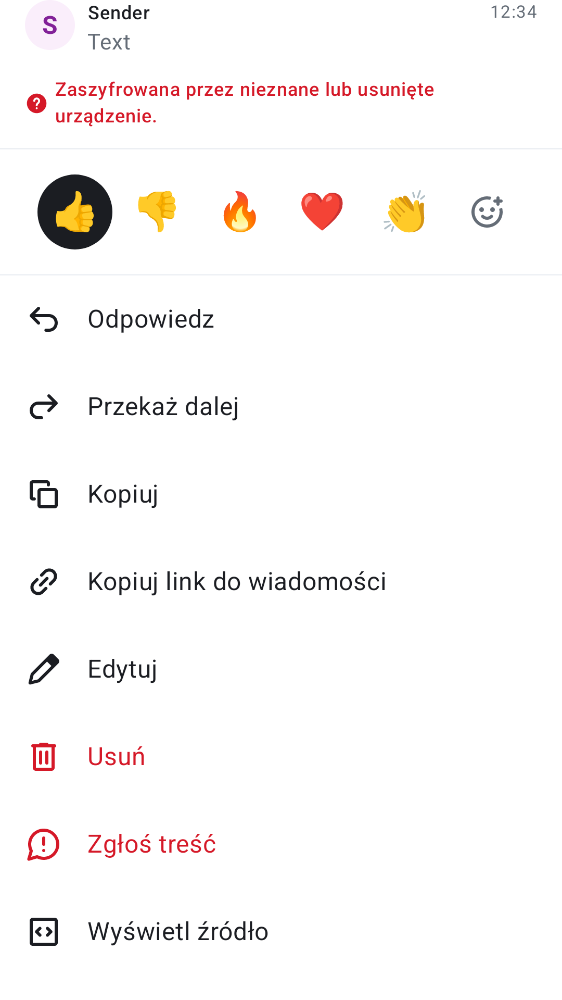 S
Sender
12:34
Text
Zaszyfrowana przez nieznane lub usunięte
urządzenie.
Odpowiedz
Przekaż dalej
Kopiuj
Kopiuj link do wiadomości
Edytuj
Usuń
Zgłoś treść
Wyświetl źródło